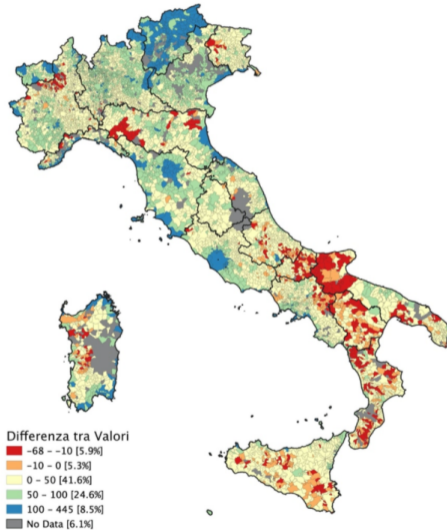 Differenza tra Valori
-68 - -10 [5.9%]
-10 - 0 [5.3%]
0 - 50 [41.6%]
50 - 100 [24.6%]
100 - 445 [8.5%]
No Data [6.1%]